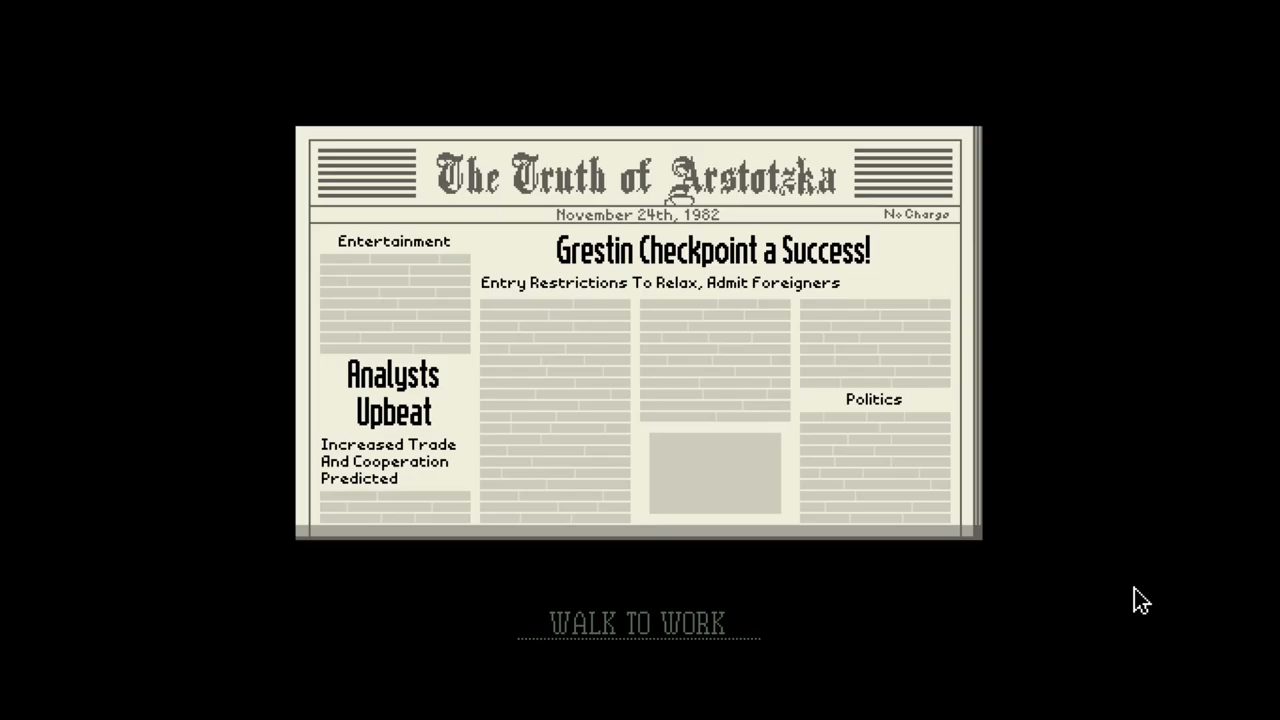 The Truth of Arstotzka
November 24th, 1982
No Charge
Entertainment
Grestin Checkpoint a Success!
Entry Restrictions To Relax, Admit Foreigners
Analysts
Upbeat
Increased Trade
And Cooperation
Predicted
Politics
WALK TO WORK